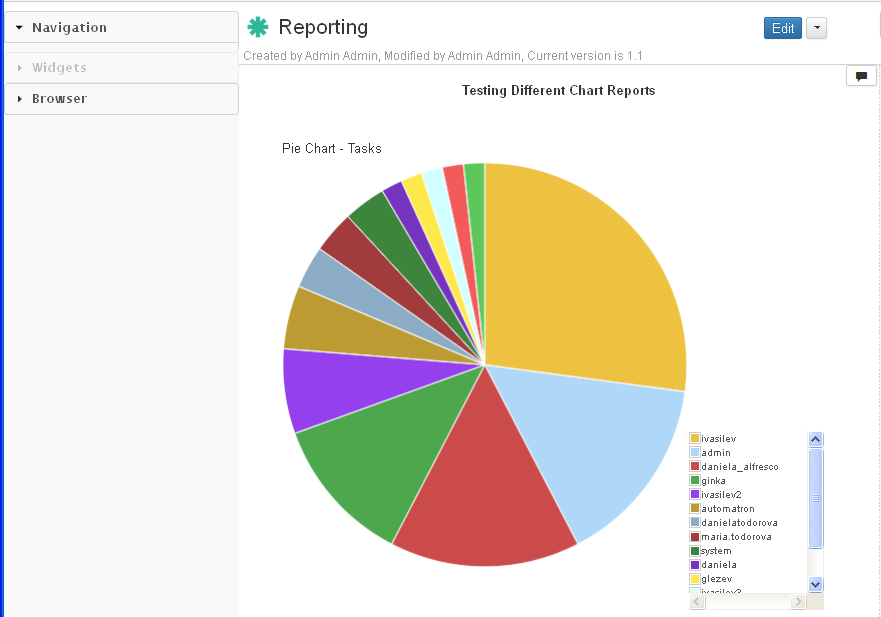 Navigation
Widgets
Browser
Reporting
Edit
Created by Admin Admin, Modified by Admin Admin, Current version is 1.1
Testing Different Chart Reports
Pie Chart - Tasks
ivasilev
admin
daniela_alfresco
ginka
ivasilev2
automatron
danielatodorova
maria.todorova
system
daniela
glezev
ivasilev3